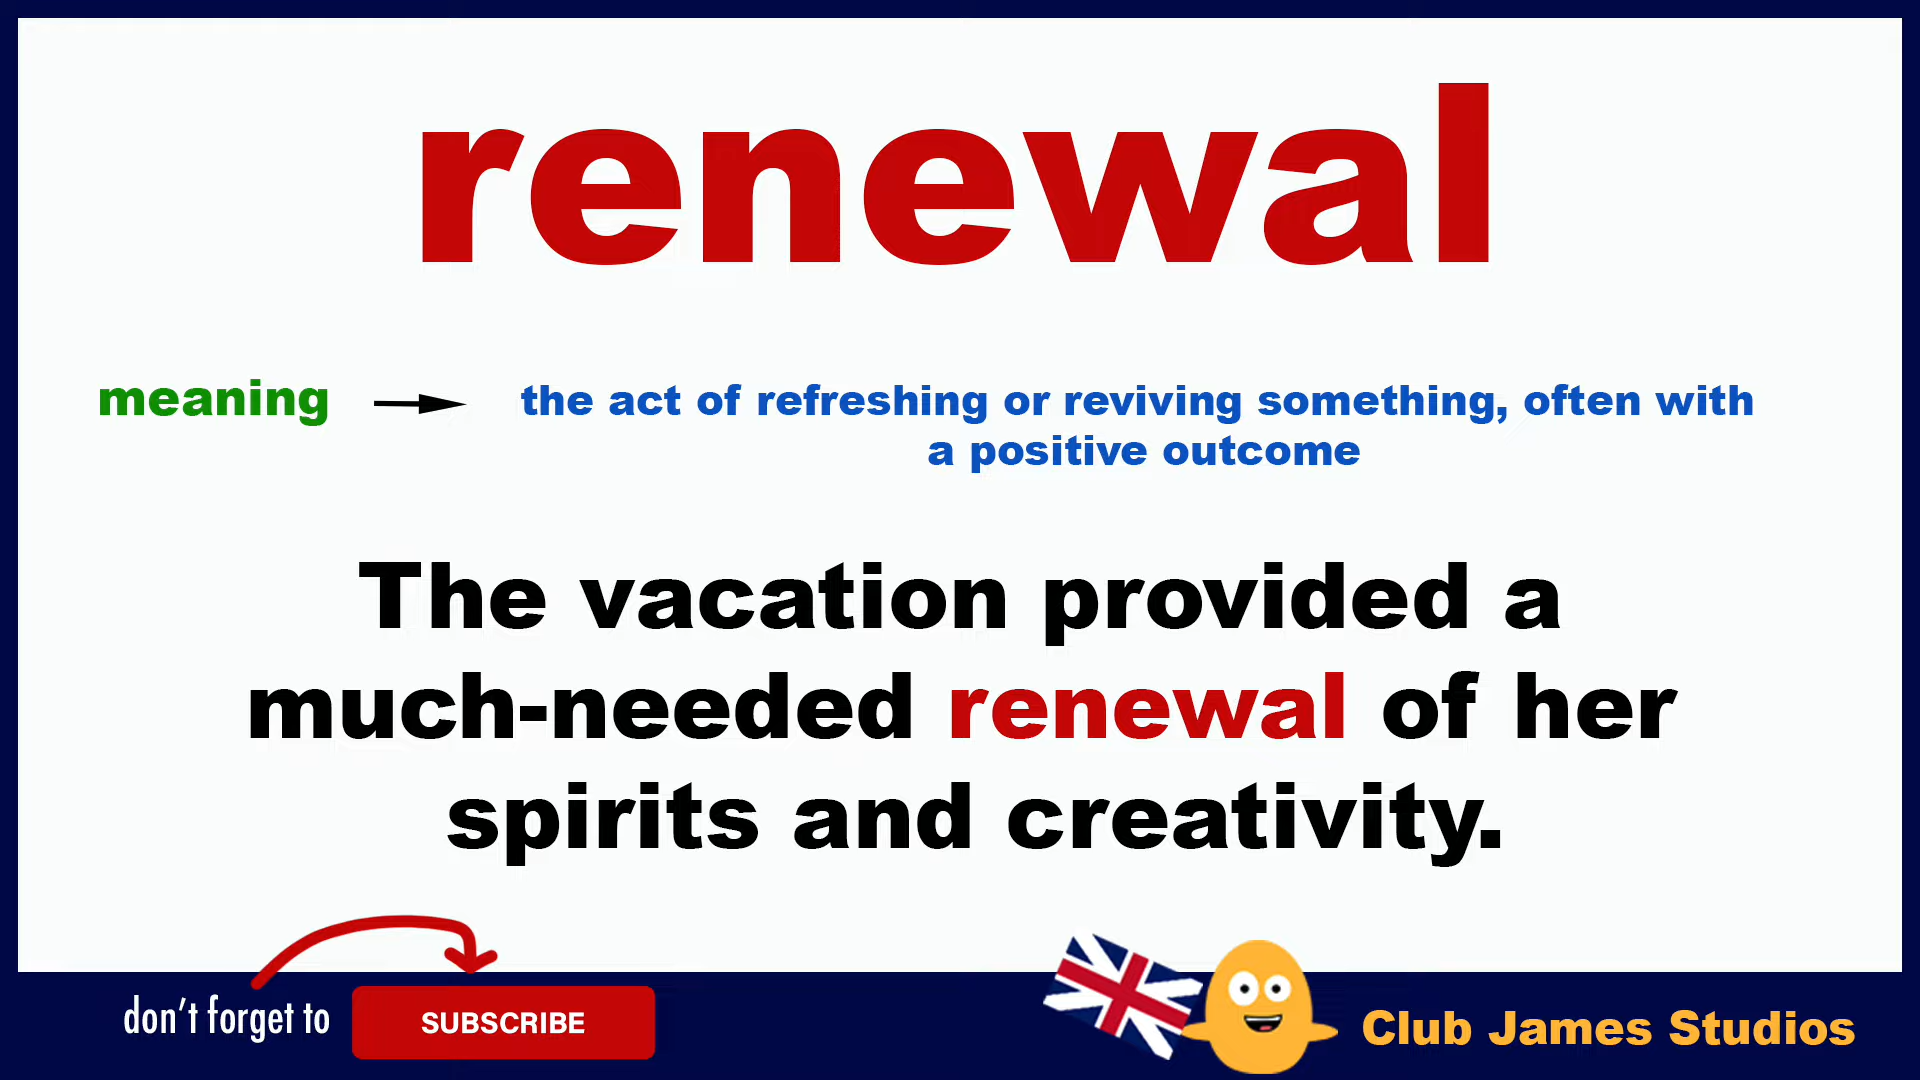 renewal
meaning
the act of refreshing or reviving something, often with
a positive outcome
The vacation provided a
much-needed renewal of her
spirits and creativity.
don't forget to
SUBSCRIBE
Club James Studios